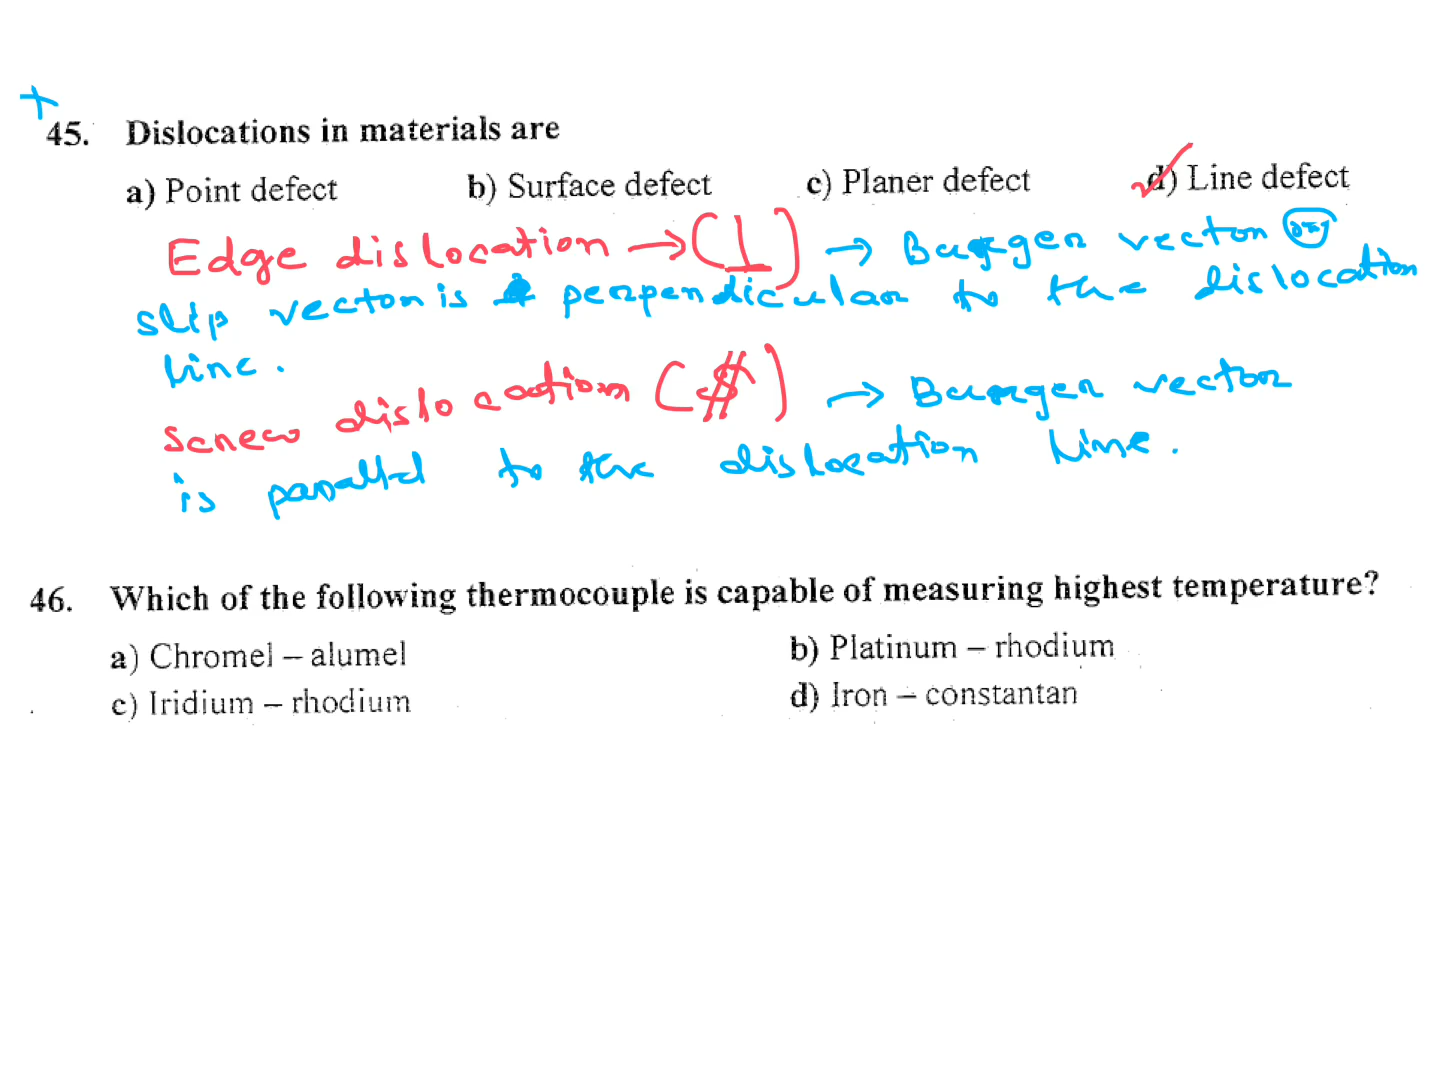 45. Dislocations in materials are
a) Point defect b) Surface defect c) Planer defect d) Line defect
Edge dislocation → (⊥) → Burger vector or
slip vector is perpendicular to the dislocation
line.
Screw dislocation ($) → Burger vector
is parallel to the dislocation line.
46. Which of the following thermocouple is capable of measuring highest temperature?
a) Chromel – alumel b) Platinum – rhodium
c) Iridium – rhodium d) Iron – constantan